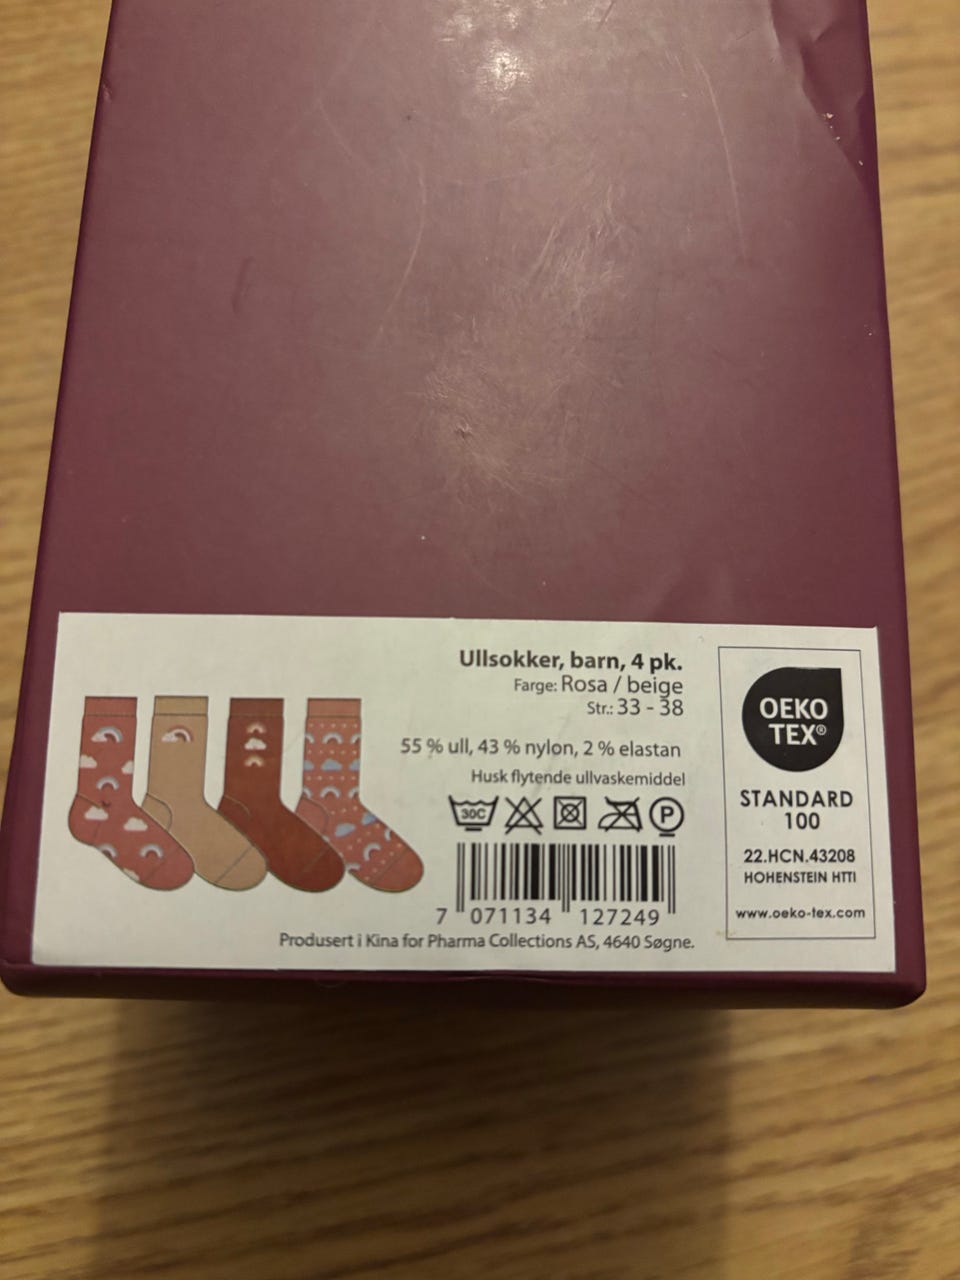 Ullsokker, barn, 4 pk.
Farge: Rosa / beige
Str.: 33 - 38
55 % ull, 43 % nylon, 2 % elastan
Husk flytende ullvaskemiddel
30C
P
7 071134 127249
Produsert i Kina for Pharma Collections AS, 4640 Søgne.
OEKO
TEX®
STANDARD
100
22.HCN.43208
HOHENSTEIN HTTI
www.oeko-tex.com